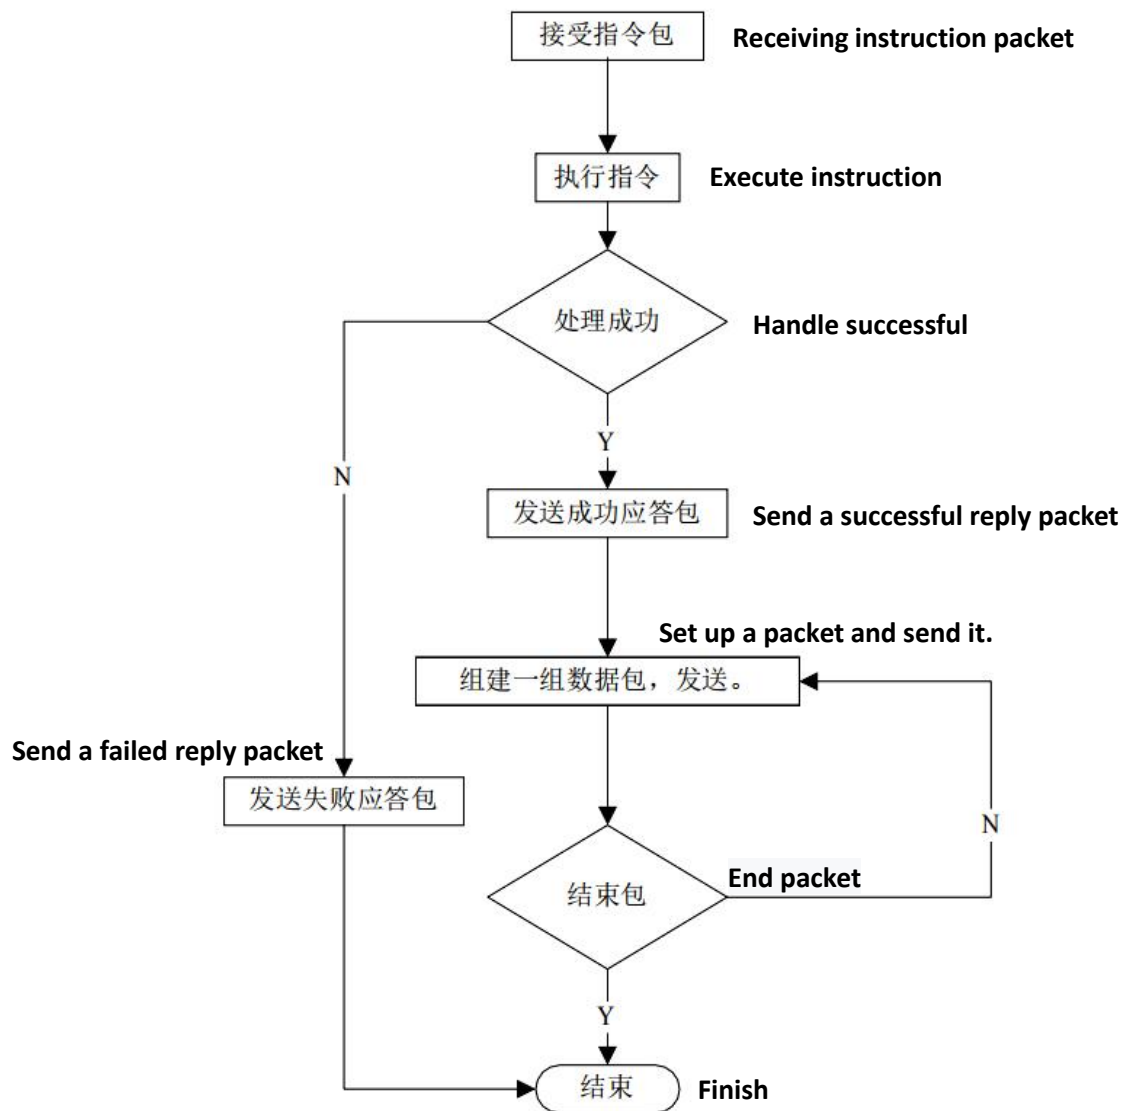 接受指令包
Receiving instruction packet
执行指令
Execute instruction
处理成功
Handle successful
Y
N
发送成功应答包
Send a successful reply packet
Set up a packet and send it.
组建一组数据包，发送。
Send a failed reply packet
发送失败应答包
N
End packet
结束包
Y
结束
Finish